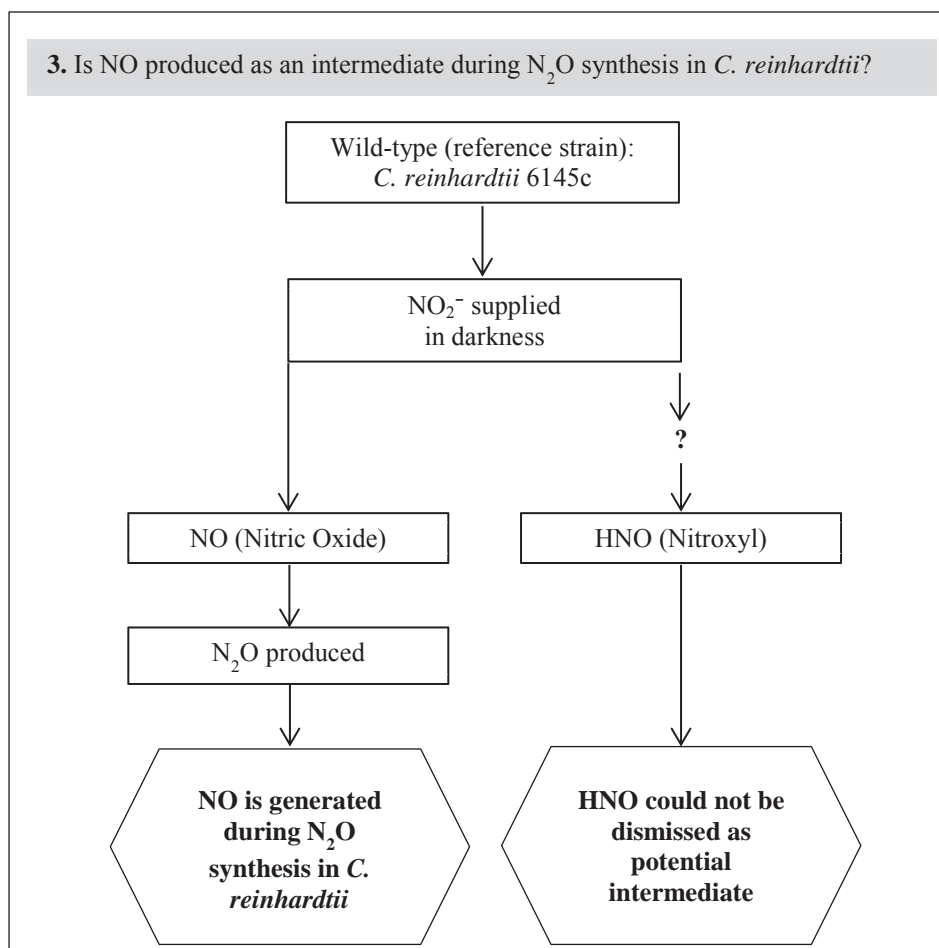 3. Is NO produced as an intermediate during N₂O synthesis in C. reinhardtii?
Wild-type (reference strain):
C. reinhardtii 6145c
NO₂⁻ supplied
in darkness
?
NO (Nitric Oxide)
HNO (Nitroxyl)
N₂O produced
NO is generated
during N₂O
synthesis in C.
reinhardtii
HNO could not be
dismissed as
potential
intermediate